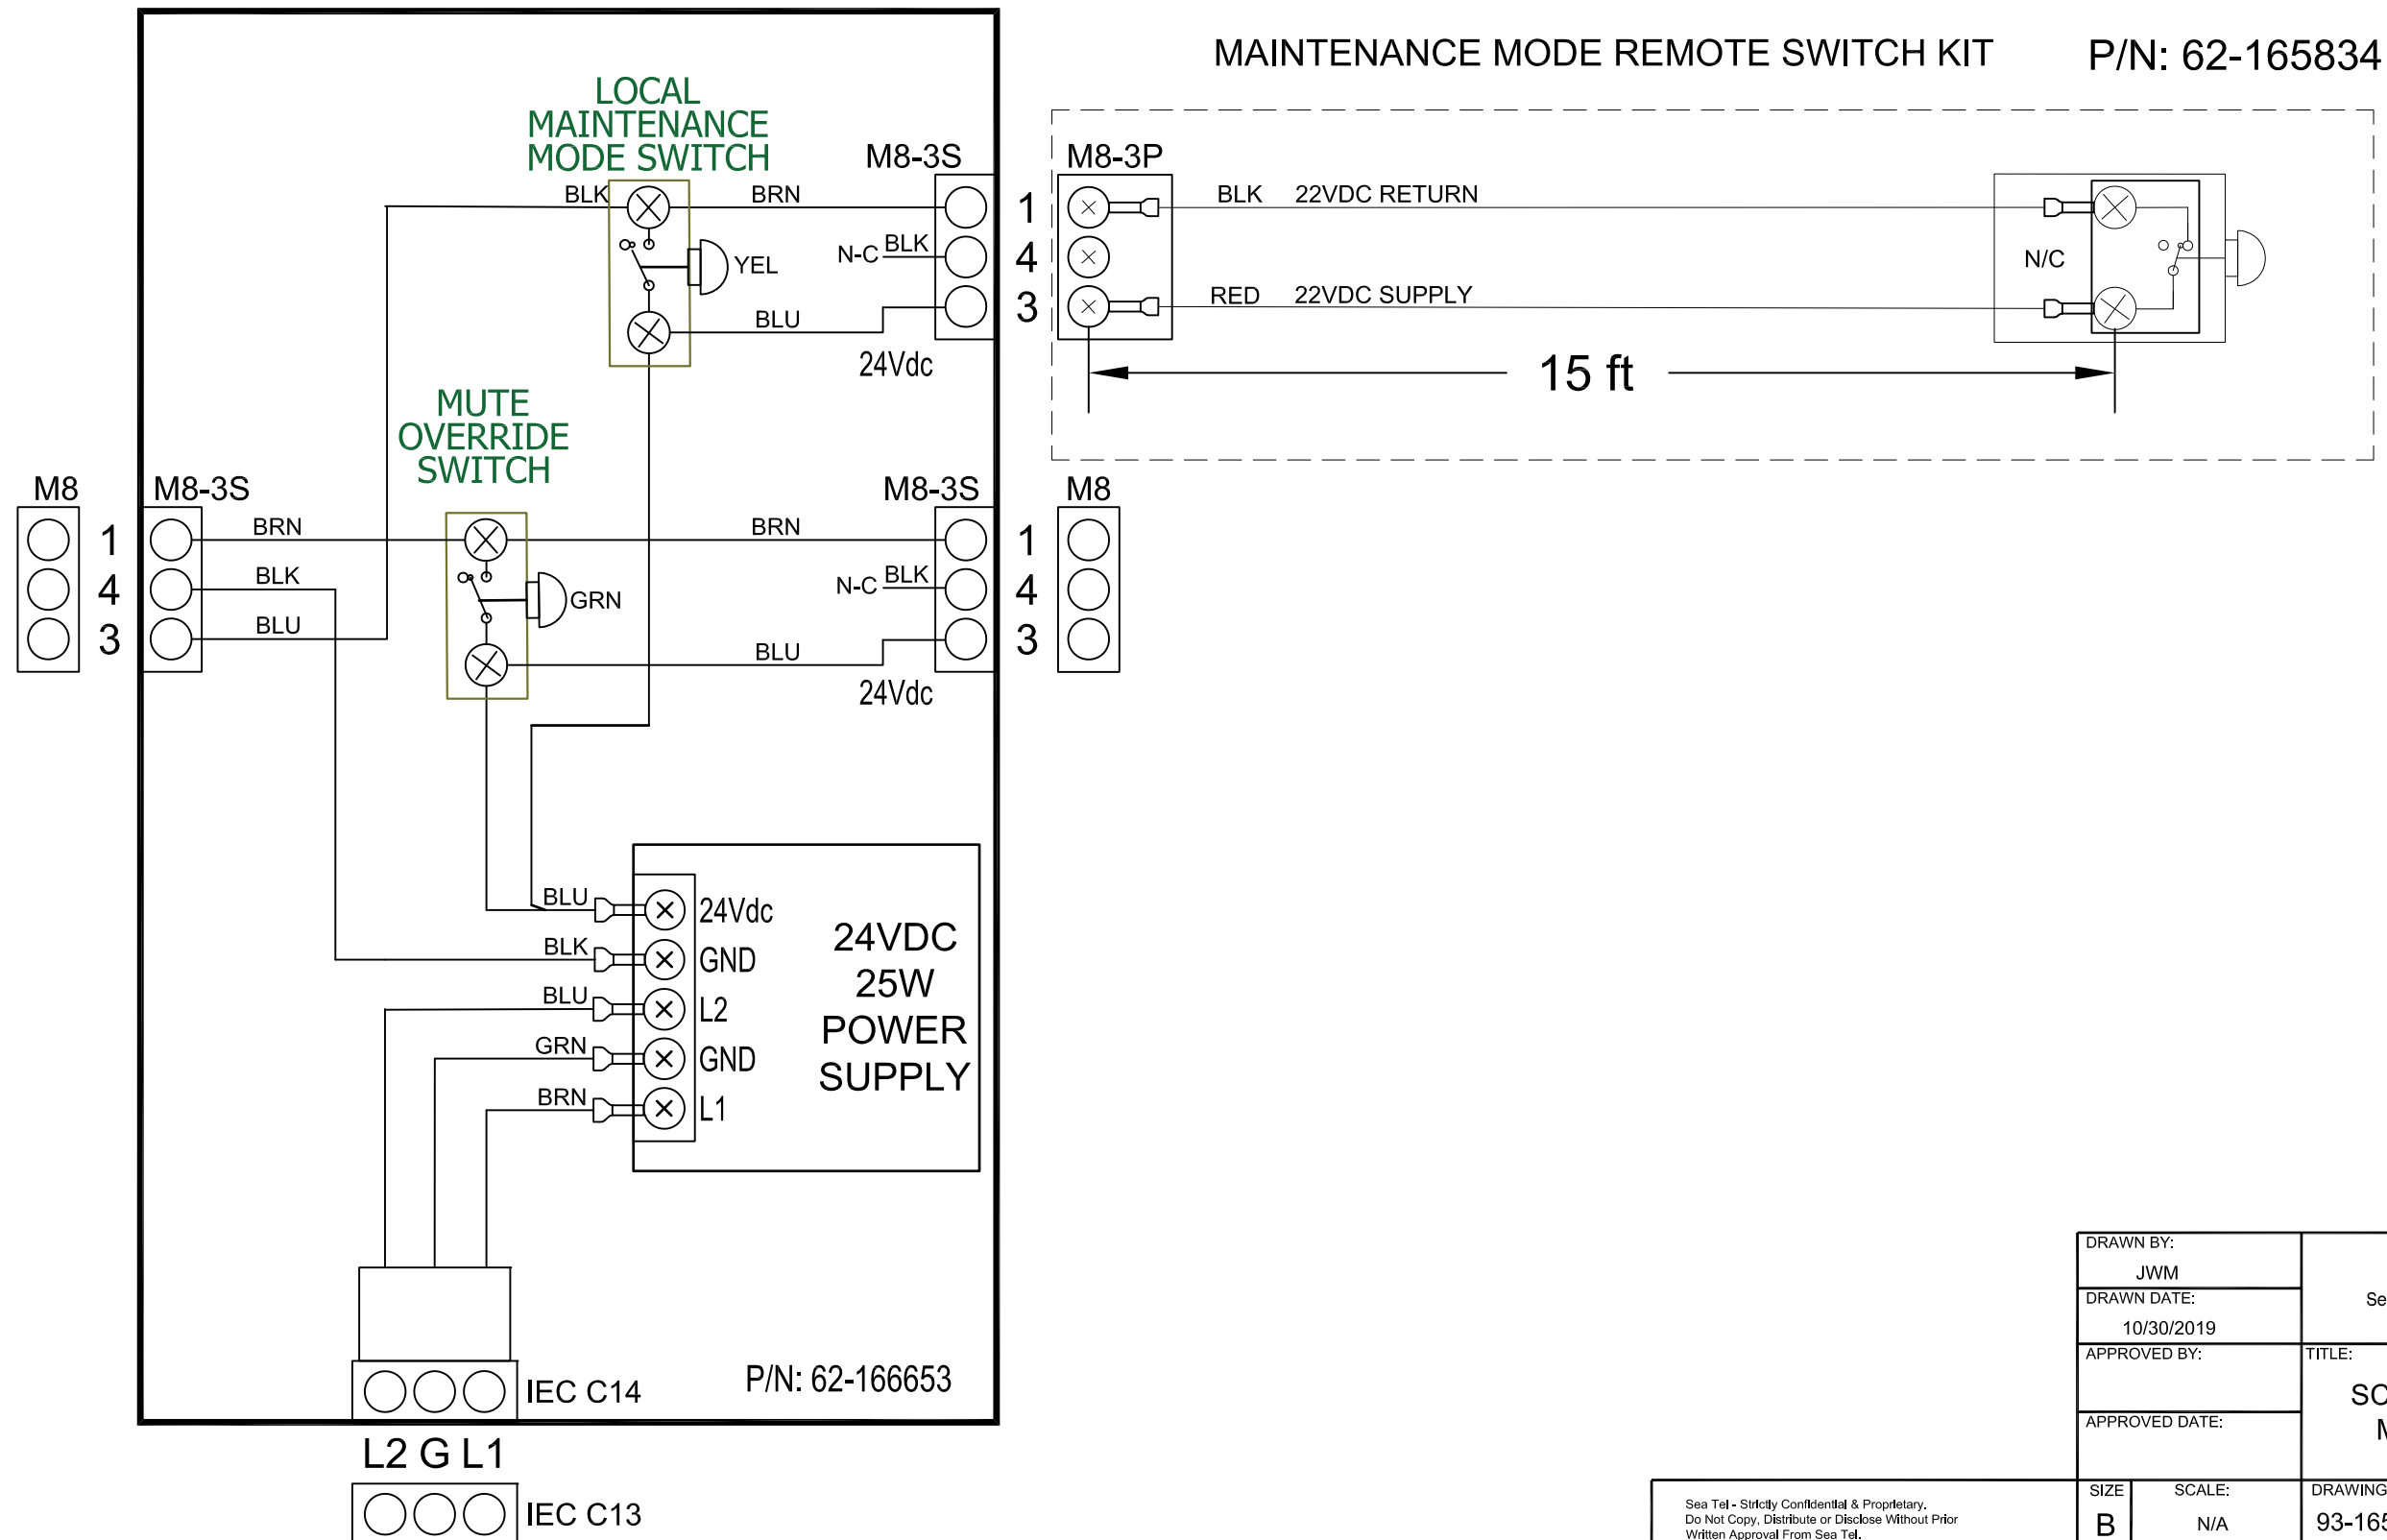 MAINTENANCE MODE REMOTE SWITCH KIT P/N: 62-165834
LOCAL
MAINTENANCE
MODE SWITCH
M8-3S
M8-3P
BLK
BRN
1
BLK 22VDC RETURN
N-C BLK
4
YEL
N/C
BLU
3
RED 22VDC SUPPLY
24Vdc
15 ft
MUTE
OVERRIDE
SWITCH
M8
M8-3S
M8-3S
M8
1
BRN
BRN
1
4
BLK
N-C BLK
4
GRN
3
BLU
BLU
3
24Vdc
BLU
24Vdc
BLK
GND
BLU
L2
GRN
GND
BRN
L1
24VDC
25W
POWER
SUPPLY
IEC C14
P/N: 62-166653
L2 G L1
IEC C13
DRAWN BY:
JWM
DRAWN DATE:
10/30/2019
APPROVED BY:
TITLE:
APPROVED DATE:
SIZE
B
SCALE:
N/A
DRAWING
93-165
Sea Tel - Strictly Confidential & Proprietary.
Do Not Copy, Distribute or Disclose Without Prior
Written Approval From Sea Tel.